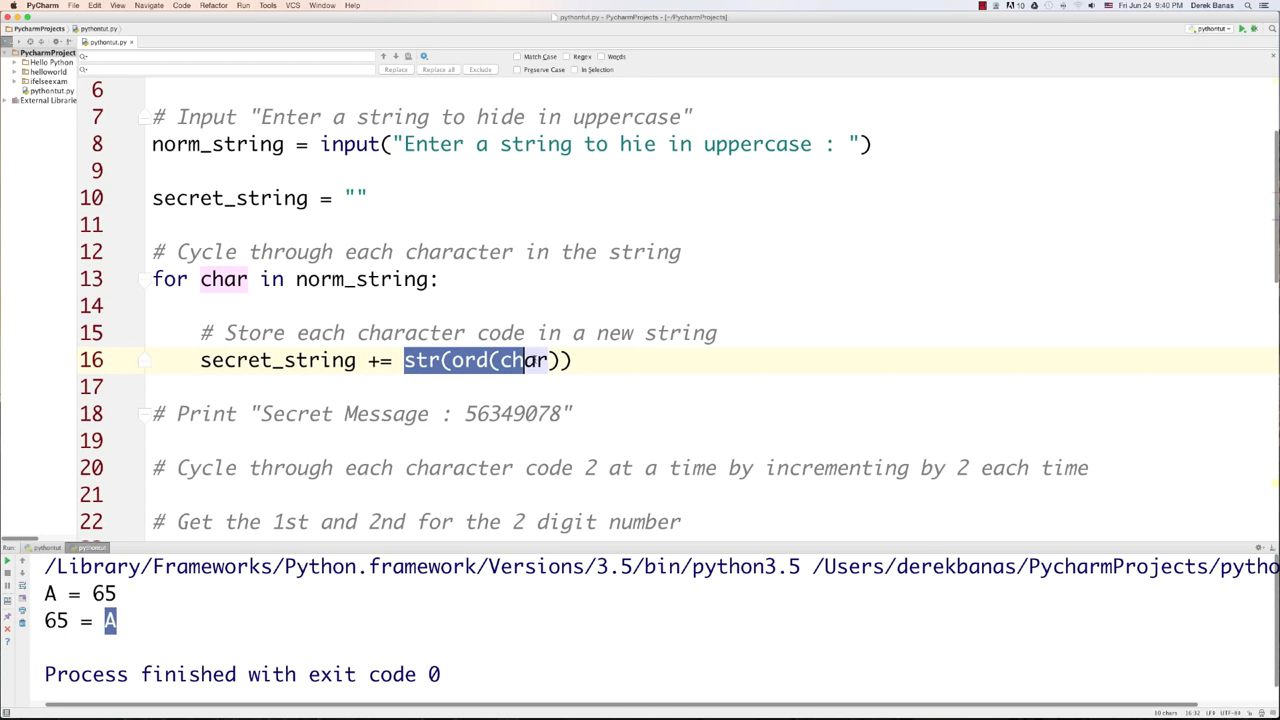 PyCharm File Edit View Navigate Code Refactor Run Tools VCS Window Help 10 Fri Jun 24 9:40 PM Derek Banas
pythontut.py - PycharmProjects - [~/PycharmProjects]
PycharmProjects pythontut.py pythontut
pythontut.py
PycharmProject
Hello Python
helloworld
ifelseexam
pythontut.py
External Libraries
Match Case Regex Words
Replace Replace all Exclude Preserve Case In Selection
6
7 # Input "Enter a string to hide in uppercase"
8 norm_string = input("Enter a string to hie in uppercase : ")
9
10 secret_string = ""
11
12 # Cycle through each character in the string
13 for char in norm_string:
14
15 # Store each character code in a new string
16 secret_string += str(ord(char))
17
18 # Print "Secret Message : 56349078"
19
20 # Cycle through each character code 2 at a time by incrementing by 2 each time
21
22 # Get the 1st and 2nd for the 2 digit number
Run: pythontut pythontut
/Library/Frameworks/Python.framework/Versions/3.5/bin/python3.5 /Users/derekbanas/PycharmProjects/pytho
A = 65
65 = A
Process finished with exit code 0
10 chars 16:32 LF UTF-8